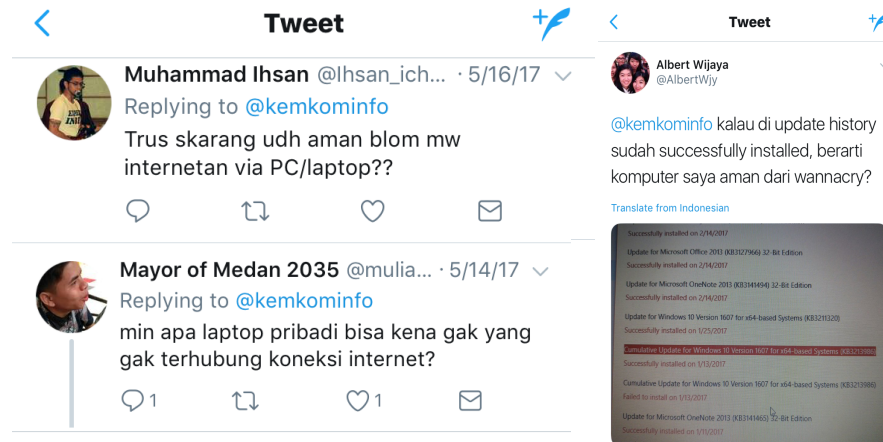 Tweet
Muhammad Ihsan @Ihsan_ich... · 5/16/17
Replying to @kemkominfo
Trus skarang udh aman blom mw
internetan via PC/laptop??
Mayor of Medan 2035 @mulia... · 5/14/17
Replying to @kemkominfo
min apa laptop pribadi bisa kena gak yang
gak terhubung koneksi internet?
1
1
Tweet
Albert Wijaya
@AlbertWjy
@kemkominfo kalau di update history
sudah successfully installed, berarti
komputer saya aman dari wannacry?
Translate from Indonesian
Successfully installed on 2/14/2017
Update for Microsoft Office 2013 (KB3127966) 32-Bit Edition
Successfully installed on 2/14/2017
Update for Microsoft OneNote 2013 (KB3141494) 32-Bit Edition
Successfully installed on 2/14/2017
Update for Windows 10 Version 1607 for x64-based Systems (KB3211320)
Successfully installed on 1/25/2017
Cumulative Update for Windows 10 Version 1607 for x64-based Systems (KB3213986)
Successfully installed on 1/13/2017
Cumulative Update for Windows 10 Version 1607 for x64-based Systems (KB3213986)
Failed to install on 1/13/2017
Update for Microsoft OneNote 2013 (KB3141465) 32-Bit Edition
Successfully installed on 1/11/2017